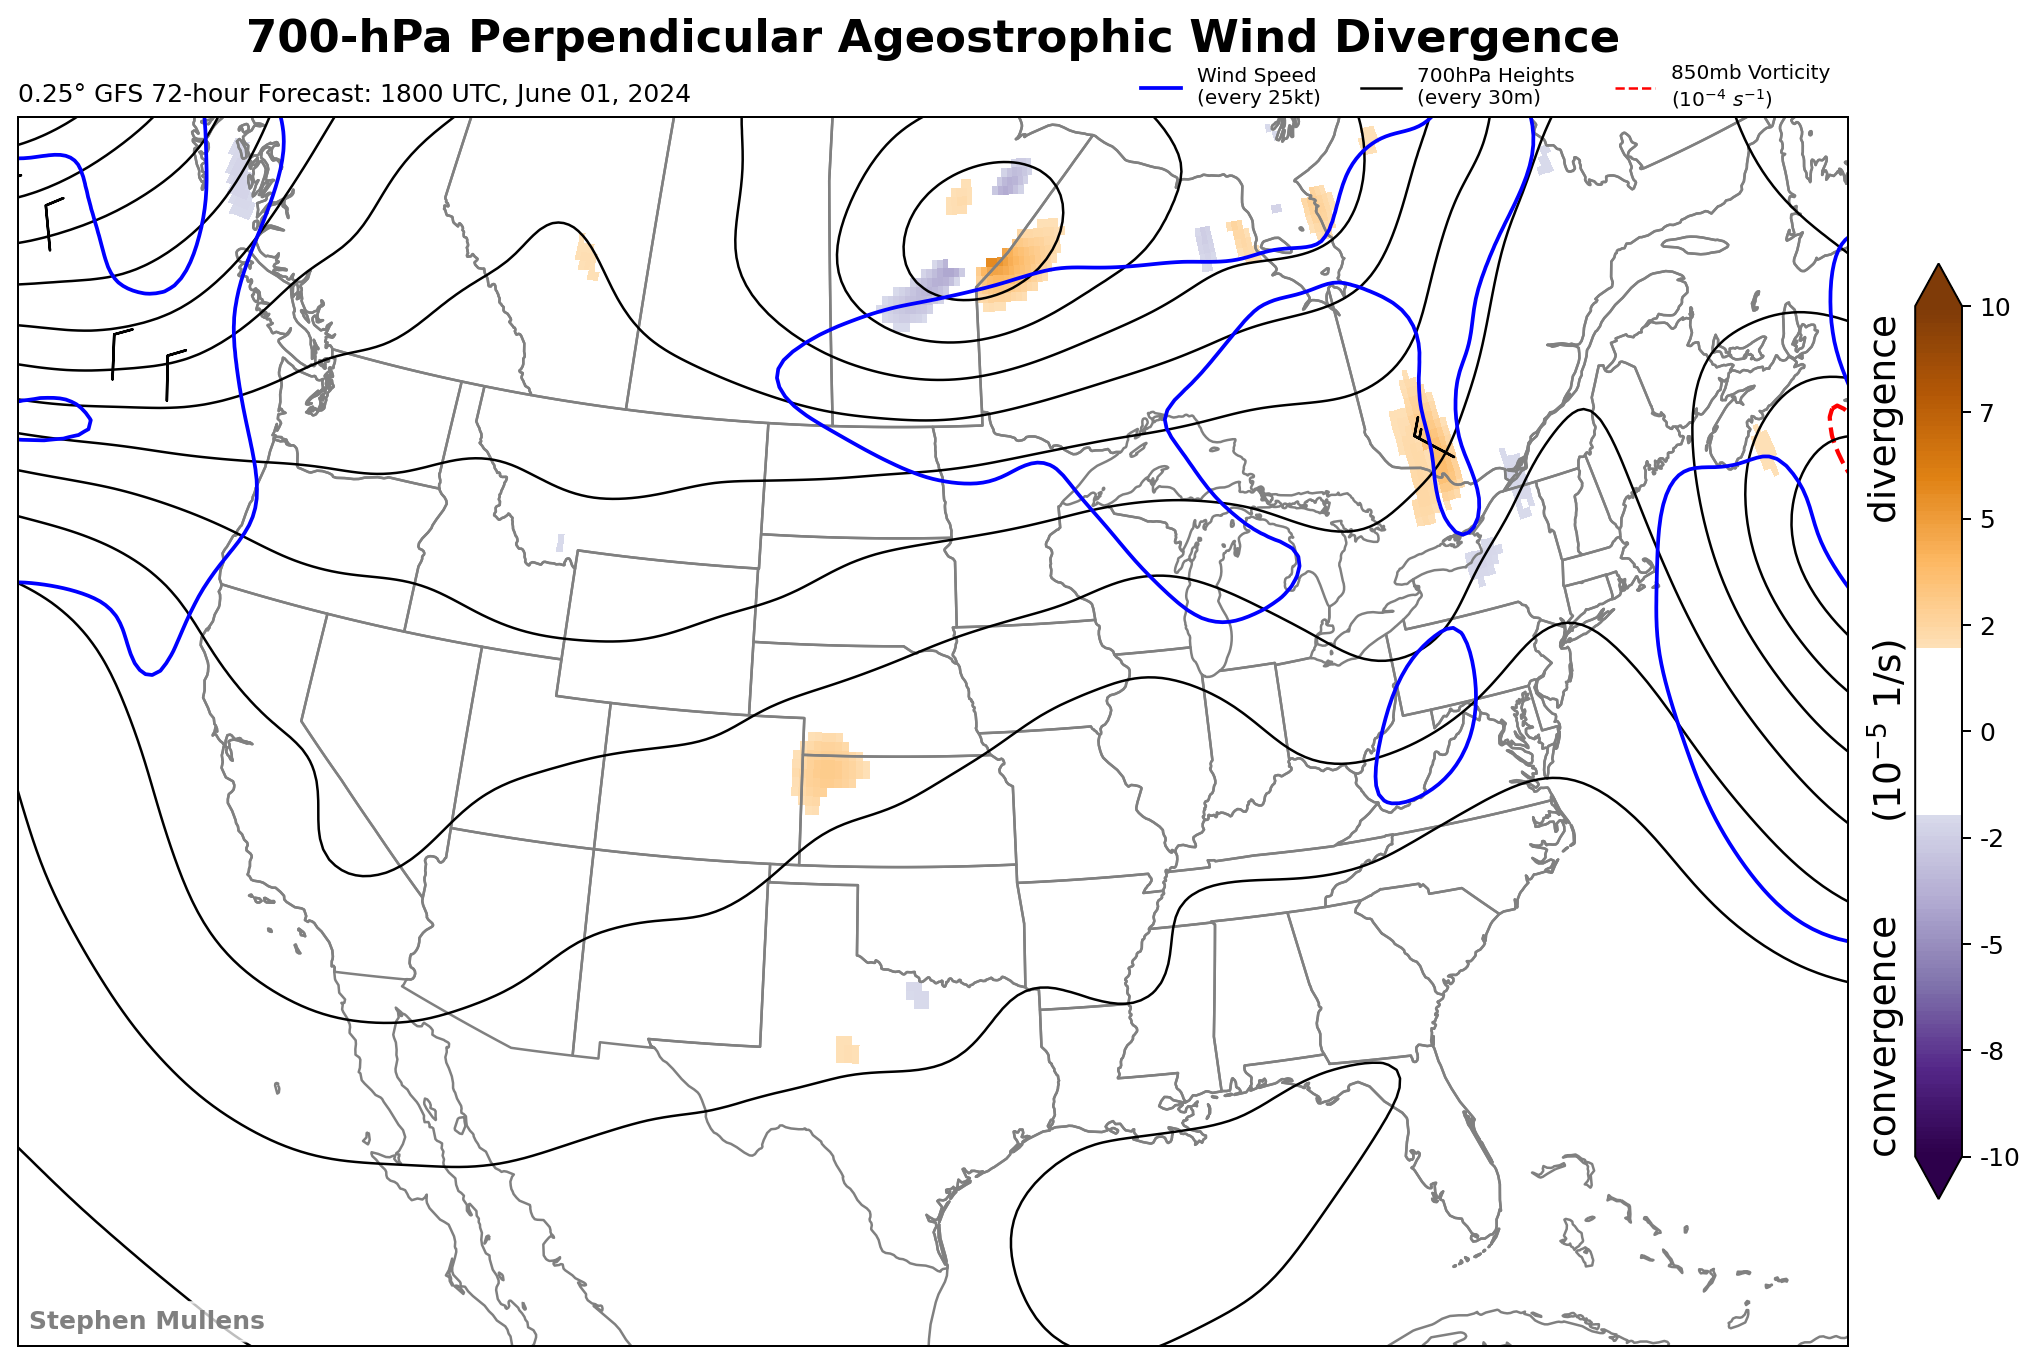 700-hPa Perpendicular Ageostrophic Wind Divergence
0.25° GFS 72-hour Forecast: 1800 UTC, June 01, 2024
Wind Speed
(every 25kt)
700hPa Heights
(every 30m)
850mb Vorticity
(10⁻⁴ s⁻¹)
10
7
5
2
0
-2
-5
-8
-10
convergence (10⁻⁵ 1/s) divergence
Stephen Mullens